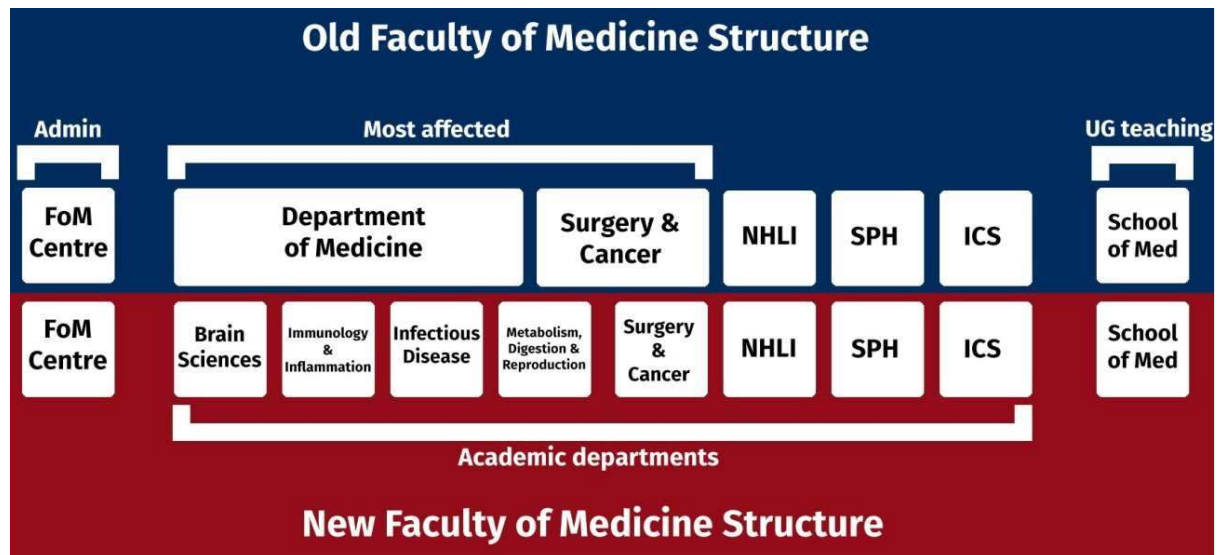 Old Faculty of Medicine Structure
Admin
Most affected
UG teaching
FoM
Centre
Department
of Medicine
Surgery &
Cancer
NHLI
SPH
ICS
School
of Med
FoM
Centre
Brain
Sciences
Immunology
&
Inflammation
Infectious
Disease
Metabolism,
Digestion &
Reproduction
Surgery
&
Cancer
NHLI
SPH
ICS
School
of Med
Academic departments
New Faculty of Medicine Structure